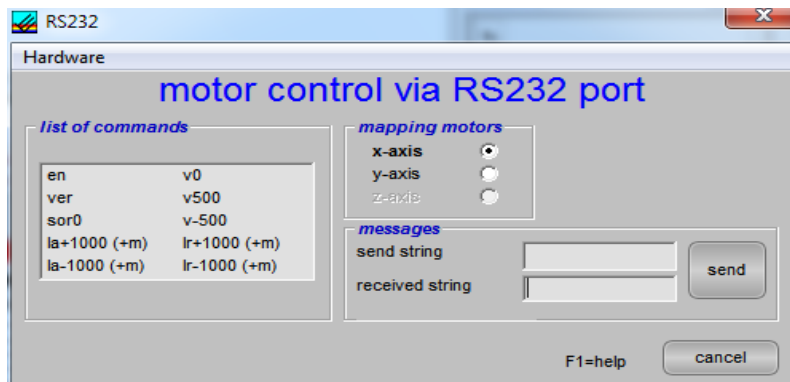 RS232
Hardware
motor control via RS232 port
list of commands
en v0
ver v500
sor0 v-500
la+1000 (+m) lr+1000 (+m)
la-1000 (+m) lr-1000 (+m)
mapping motors
x-axis
y-axis
z-axis
messages
send string
received string
send
F1=help
cancel